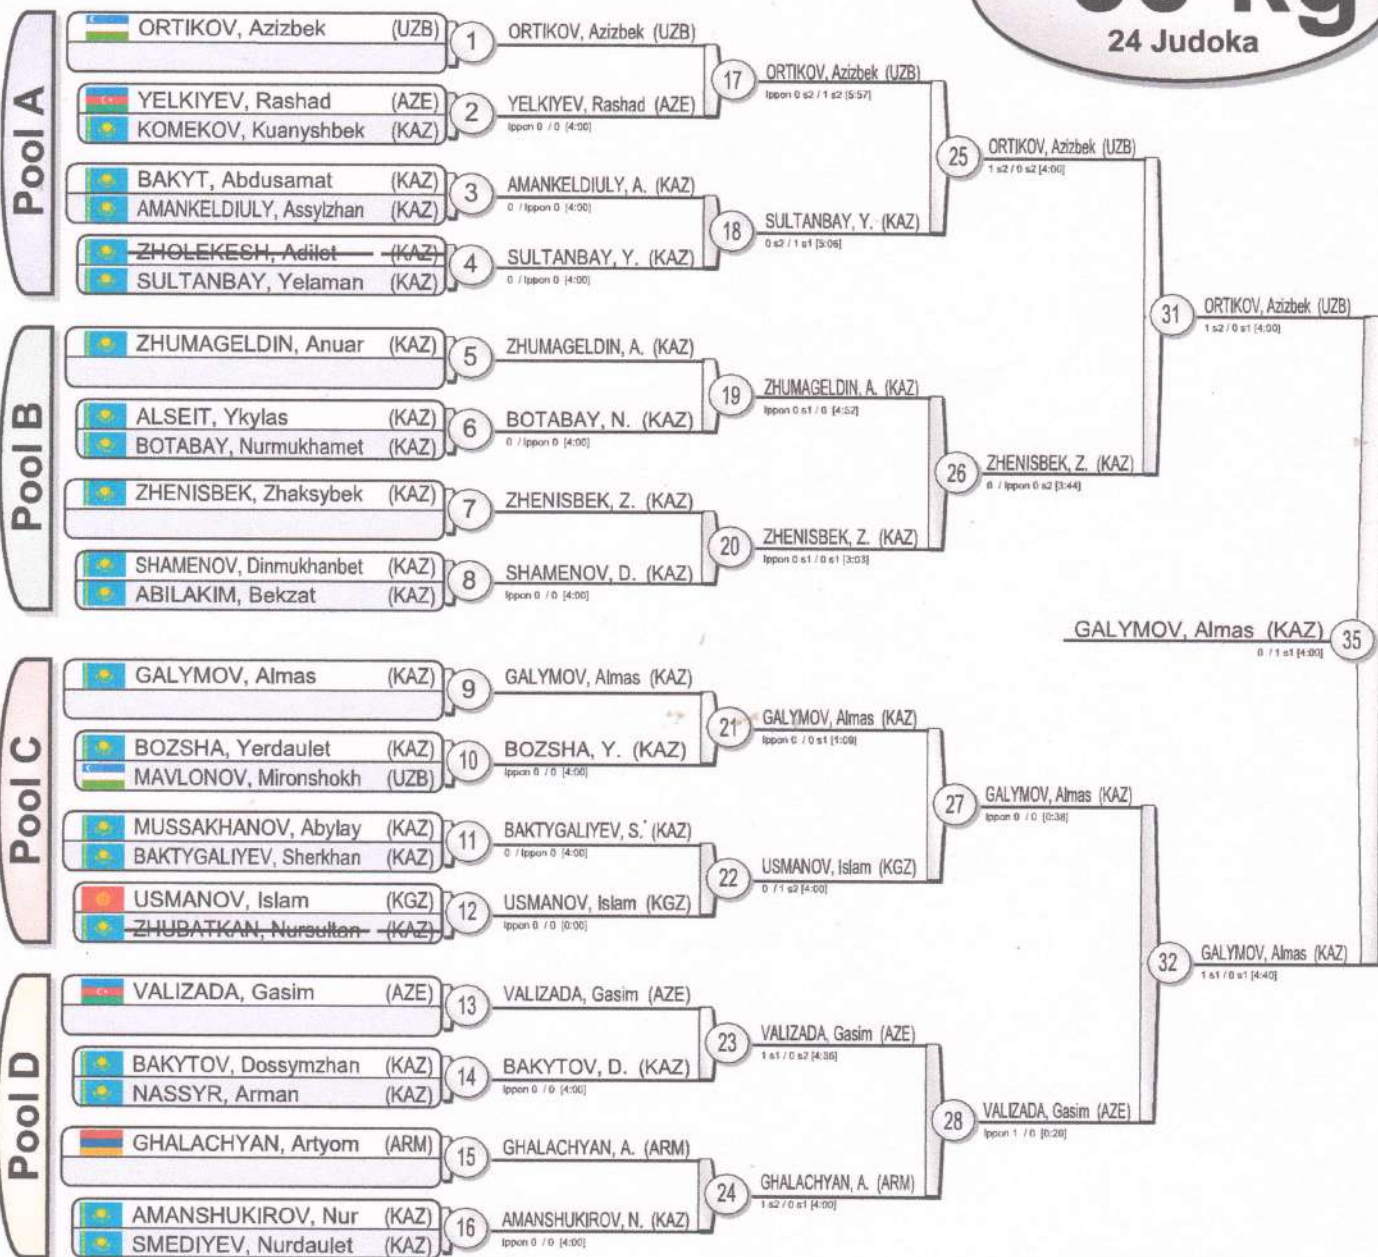 24 Judoka
Pool A
ORTIKOV, Azizbek (UZB)
1
YELKIYEV, Rashad (AZE)
KOMEKOV, Kuanyshbek (KAZ)
2
BAKYT, Abdusamat (KAZ)
AMANKELDIULY, Assylzhan (KAZ)
3
ZHOLEKESH, Adilet (KAZ)
SULTANBAY, Yelaman (KAZ)
4
Pool B
ZHUMAGELDIN, Anuar (KAZ)
5
ALSEIT, Ykylas (KAZ)
BOTABAY, Nurmukhamet (KAZ)
6
ZHENISBEK, Zhaksybek (KAZ)
7
SHAMENOV, Dinmukhanbet (KAZ)
ABILAKIM, Bekzat (KAZ)
8
Pool C
GALYMOV, Almas (KAZ)
9
BOZSHA, Yerdaulet (KAZ)
MAVLONOV, Mironshokh (UZB)
10
MUSSAKHANOV, Abylay (KAZ)
BAKTYGALIYEV, Sherkhan (KAZ)
11
USMANOV, Islam (KGZ)
ZHUBATKAN, Nursultan (KAZ)
12
Pool D
VALIZADA, Gasim (AZE)
13
BAKYTOV, Dossymzhan (KAZ)
NASSYR, Arman (KAZ)
14
GHALACHYAN, Artyom (ARM)
15
AMANSHUKIROV, Nur (KAZ)
SMEDIYEV, Nurdaulet (KAZ)
16
ORTIKOV, Azizbek (UZB)
YELKIYEV, Rashad (AZE)
Ippon 0 / 0 [4:00]
17
AMANKELDIULY, A. (KAZ)
0 / Ippon 0 [4:00]
SULTANBAY, Y. (KAZ)
0 / Ippon 0 [4:00]
18
ZHUMAGELDIN, A. (KAZ)
BOTABAY, N. (KAZ)
0 / Ippon 0 [4:00]
19
ZHENISBEK, Z. (KAZ)
SHAMENOV, D. (KAZ)
Ippon 0 / 0 [4:00]
20
GALYMOV, Almas (KAZ)
BOZSHA, Y. (KAZ)
Ippon 0 / 0 [4:00]
21
BAKTYGALIYEV, S. (KAZ)
0 / Ippon 0 [4:00]
USMANOV, Islam (KGZ)
Ippon 0 / 0 [0:00]
22
VALIZADA, Gasim (AZE)
BAKYTOV, D. (KAZ)
Ippon 0 / 0 [4:00]
23
GHALACHYAN, A. (ARM)
AMANSHUKIROV, N. (KAZ)
Ippon 0 / 0 [4:00]
24
ORTIKOV, Azizbek (UZB)
Ippon 0 s2 / 1 s2 [5:57]
SULTANBAY, Y. (KAZ)
0 s2 / 1 s1 [5:06]
25
ZHUMAGELDIN, A. (KAZ)
Ippon 0 s1 / 0 [4:52]
ZHENISBEK, Z. (KAZ)
Ippon 0 s1 / 0 s1 [3:03]
26
GALYMOV, Almas (KAZ)
Ippon 0 / 0 s1 [1:09]
USMANOV, Islam (KGZ)
0 / 1 s2 [4:00]
27
VALIZADA, Gasim (AZE)
1 s1 / 0 s2 [4:36]
GHALACHYAN, A. (ARM)
1 s2 / 0 s1 [4:00]
28
ORTIKOV, Azizbek (UZB)
1 s2 / 0 s2 [4:00]
ZHENISBEK, Z. (KAZ)
0 / Ippon 0 s2 [3:44]
31
GALYMOV, Almas (KAZ)
Ippon 0 / 0 [0:38]
VALIZADA, Gasim (AZE)
Ippon 1 / 0 [0:20]
32
ORTIKOV, Azizbek (UZB)
1 s2 / 0 s1 [4:00]
GALYMOV, Almas (KAZ)
1 s1 / 0 s1 [4:40]
GALYMOV, Almas (KAZ)
0 / 1 s1 [4:00]
35